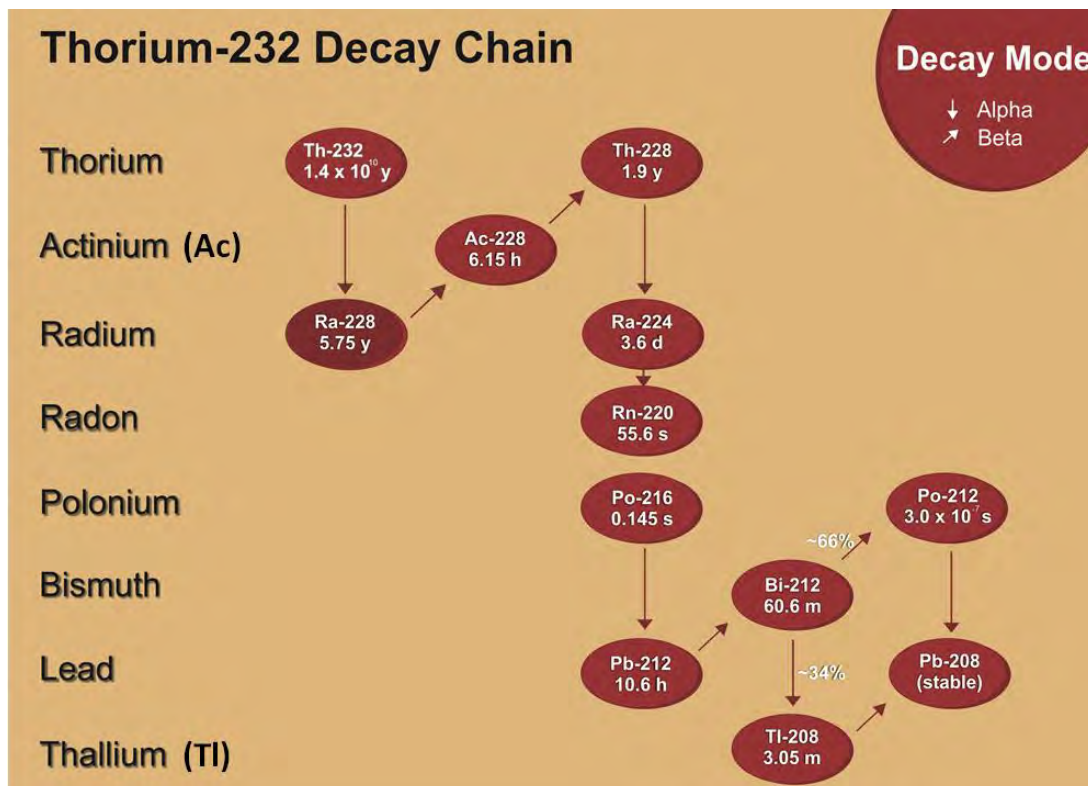 Thorium-232 Decay Chain
Decay Mode
Alpha
Beta
Thorium
Th-232
1.4 x 10¹⁰ y
Th-228
1.9 y
Actinium (Ac)
Ac-228
6.15 h
Radium
Ra-228
5.75 y
Ra-224
3.6 d
Radon
Rn-220
55.6 s
Polonium
Po-216
0.145 s
Po-212
3.0 x 10⁻⁷ s
~66%
Bismuth
Bi-212
60.6 m
Lead
Pb-212
10.6 h
~34%
Pb-208
(stable)
Thallium (Tl)
Tl-208
3.05 m